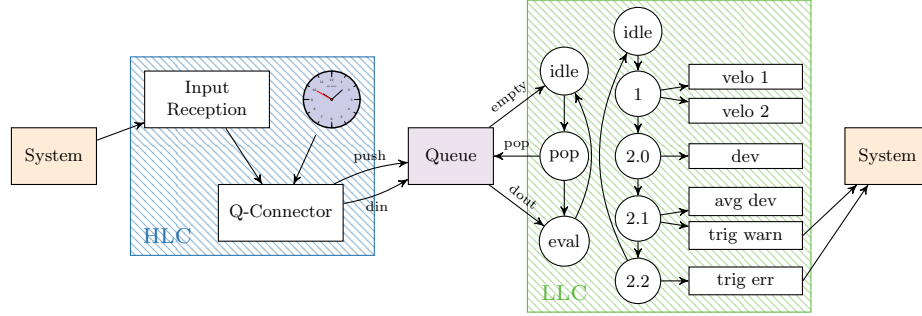 System
Input
Reception
Q-Connector
HLC
push
din
Queue
empty
pop
dout
idle
pop
eval
idle
1
2.0
2.1
2.2
velo 1
velo 2
dev
avg dev
trig warn
trig err
LLC
System